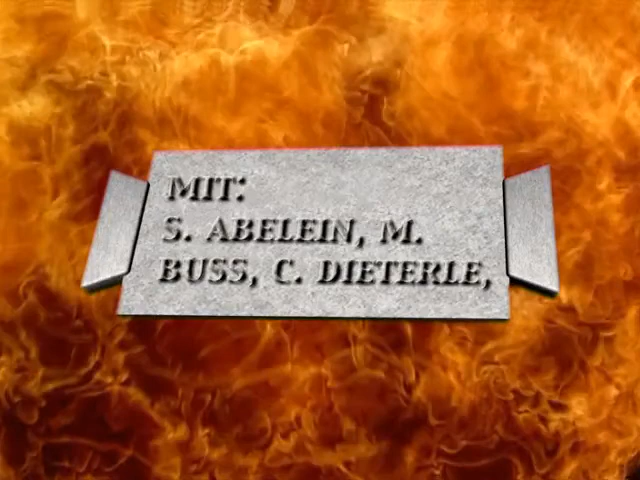 MIT:
S. ABELEIN, M.
BUSS, C. DIETERLE,